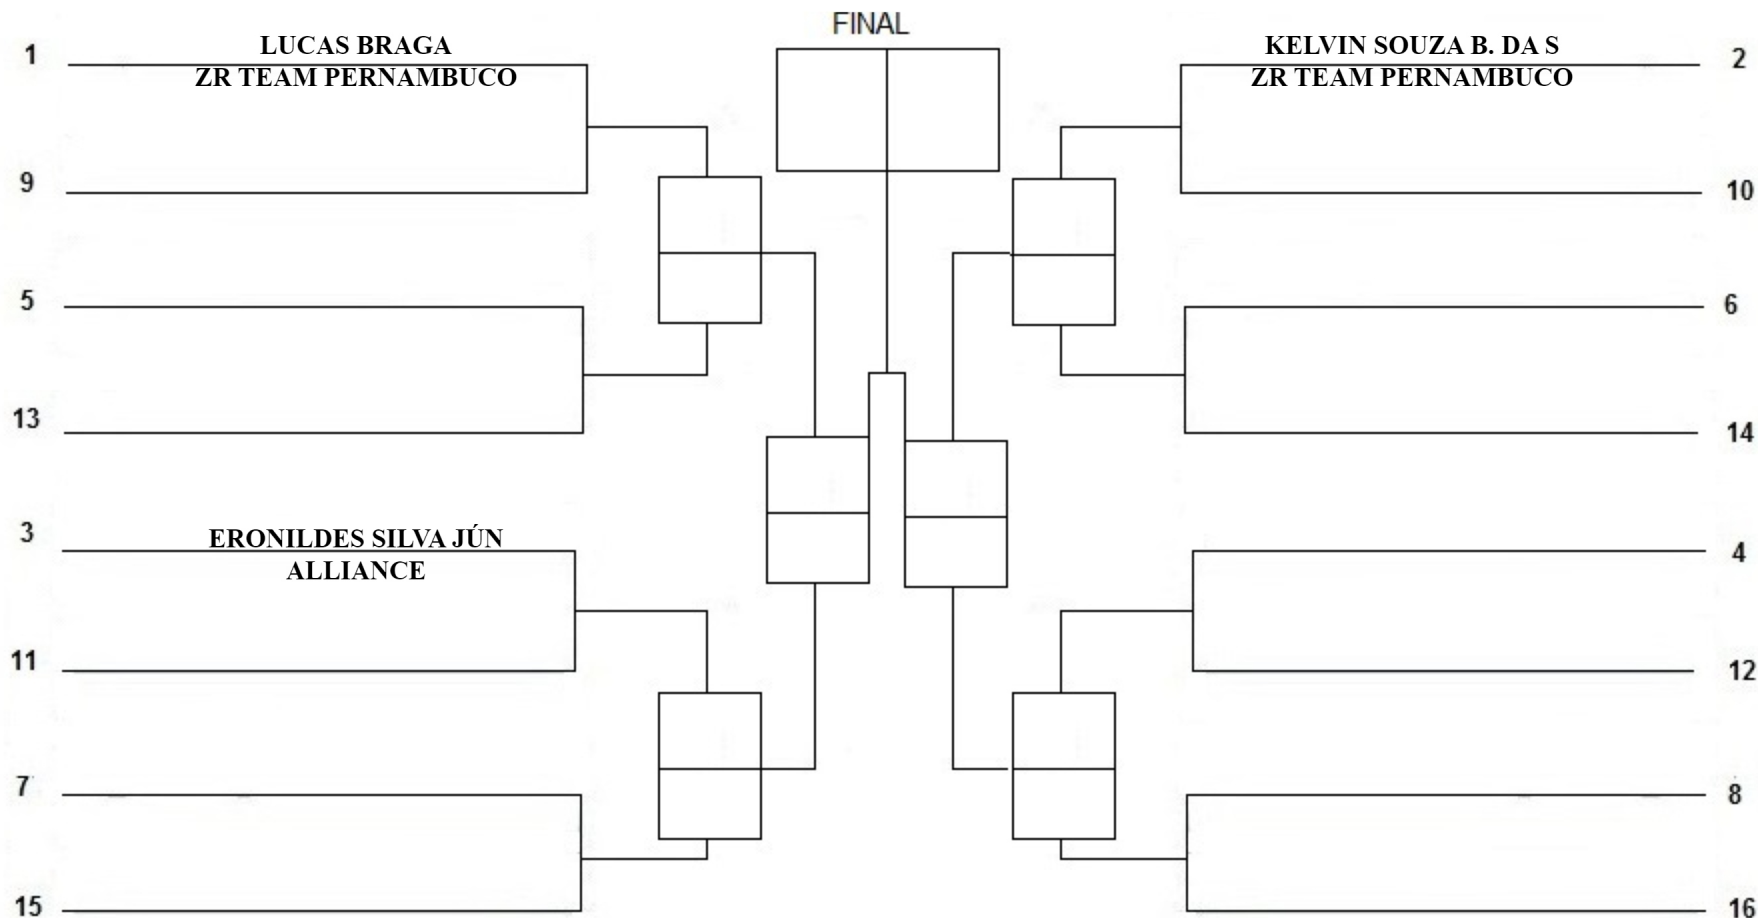 FINAL
1
LUCAS BRAGA
ZR TEAM PERNAMBUCO
9
5
13
3
ERONILDES SILVA JÚN
ALLIANCE
11
7
15
KELVIN SOUZA B. DA S
ZR TEAM PERNAMBUCO
2
10
6
14
4
12
8
16